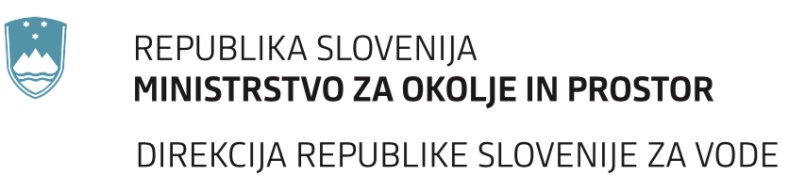 REPUBLIKA SLOVENIJA
MINISTRSTVO ZA OKOLJE IN PROSTOR
DIREKCIJA REPUBLIKE SLOVENIJE ZA VODE